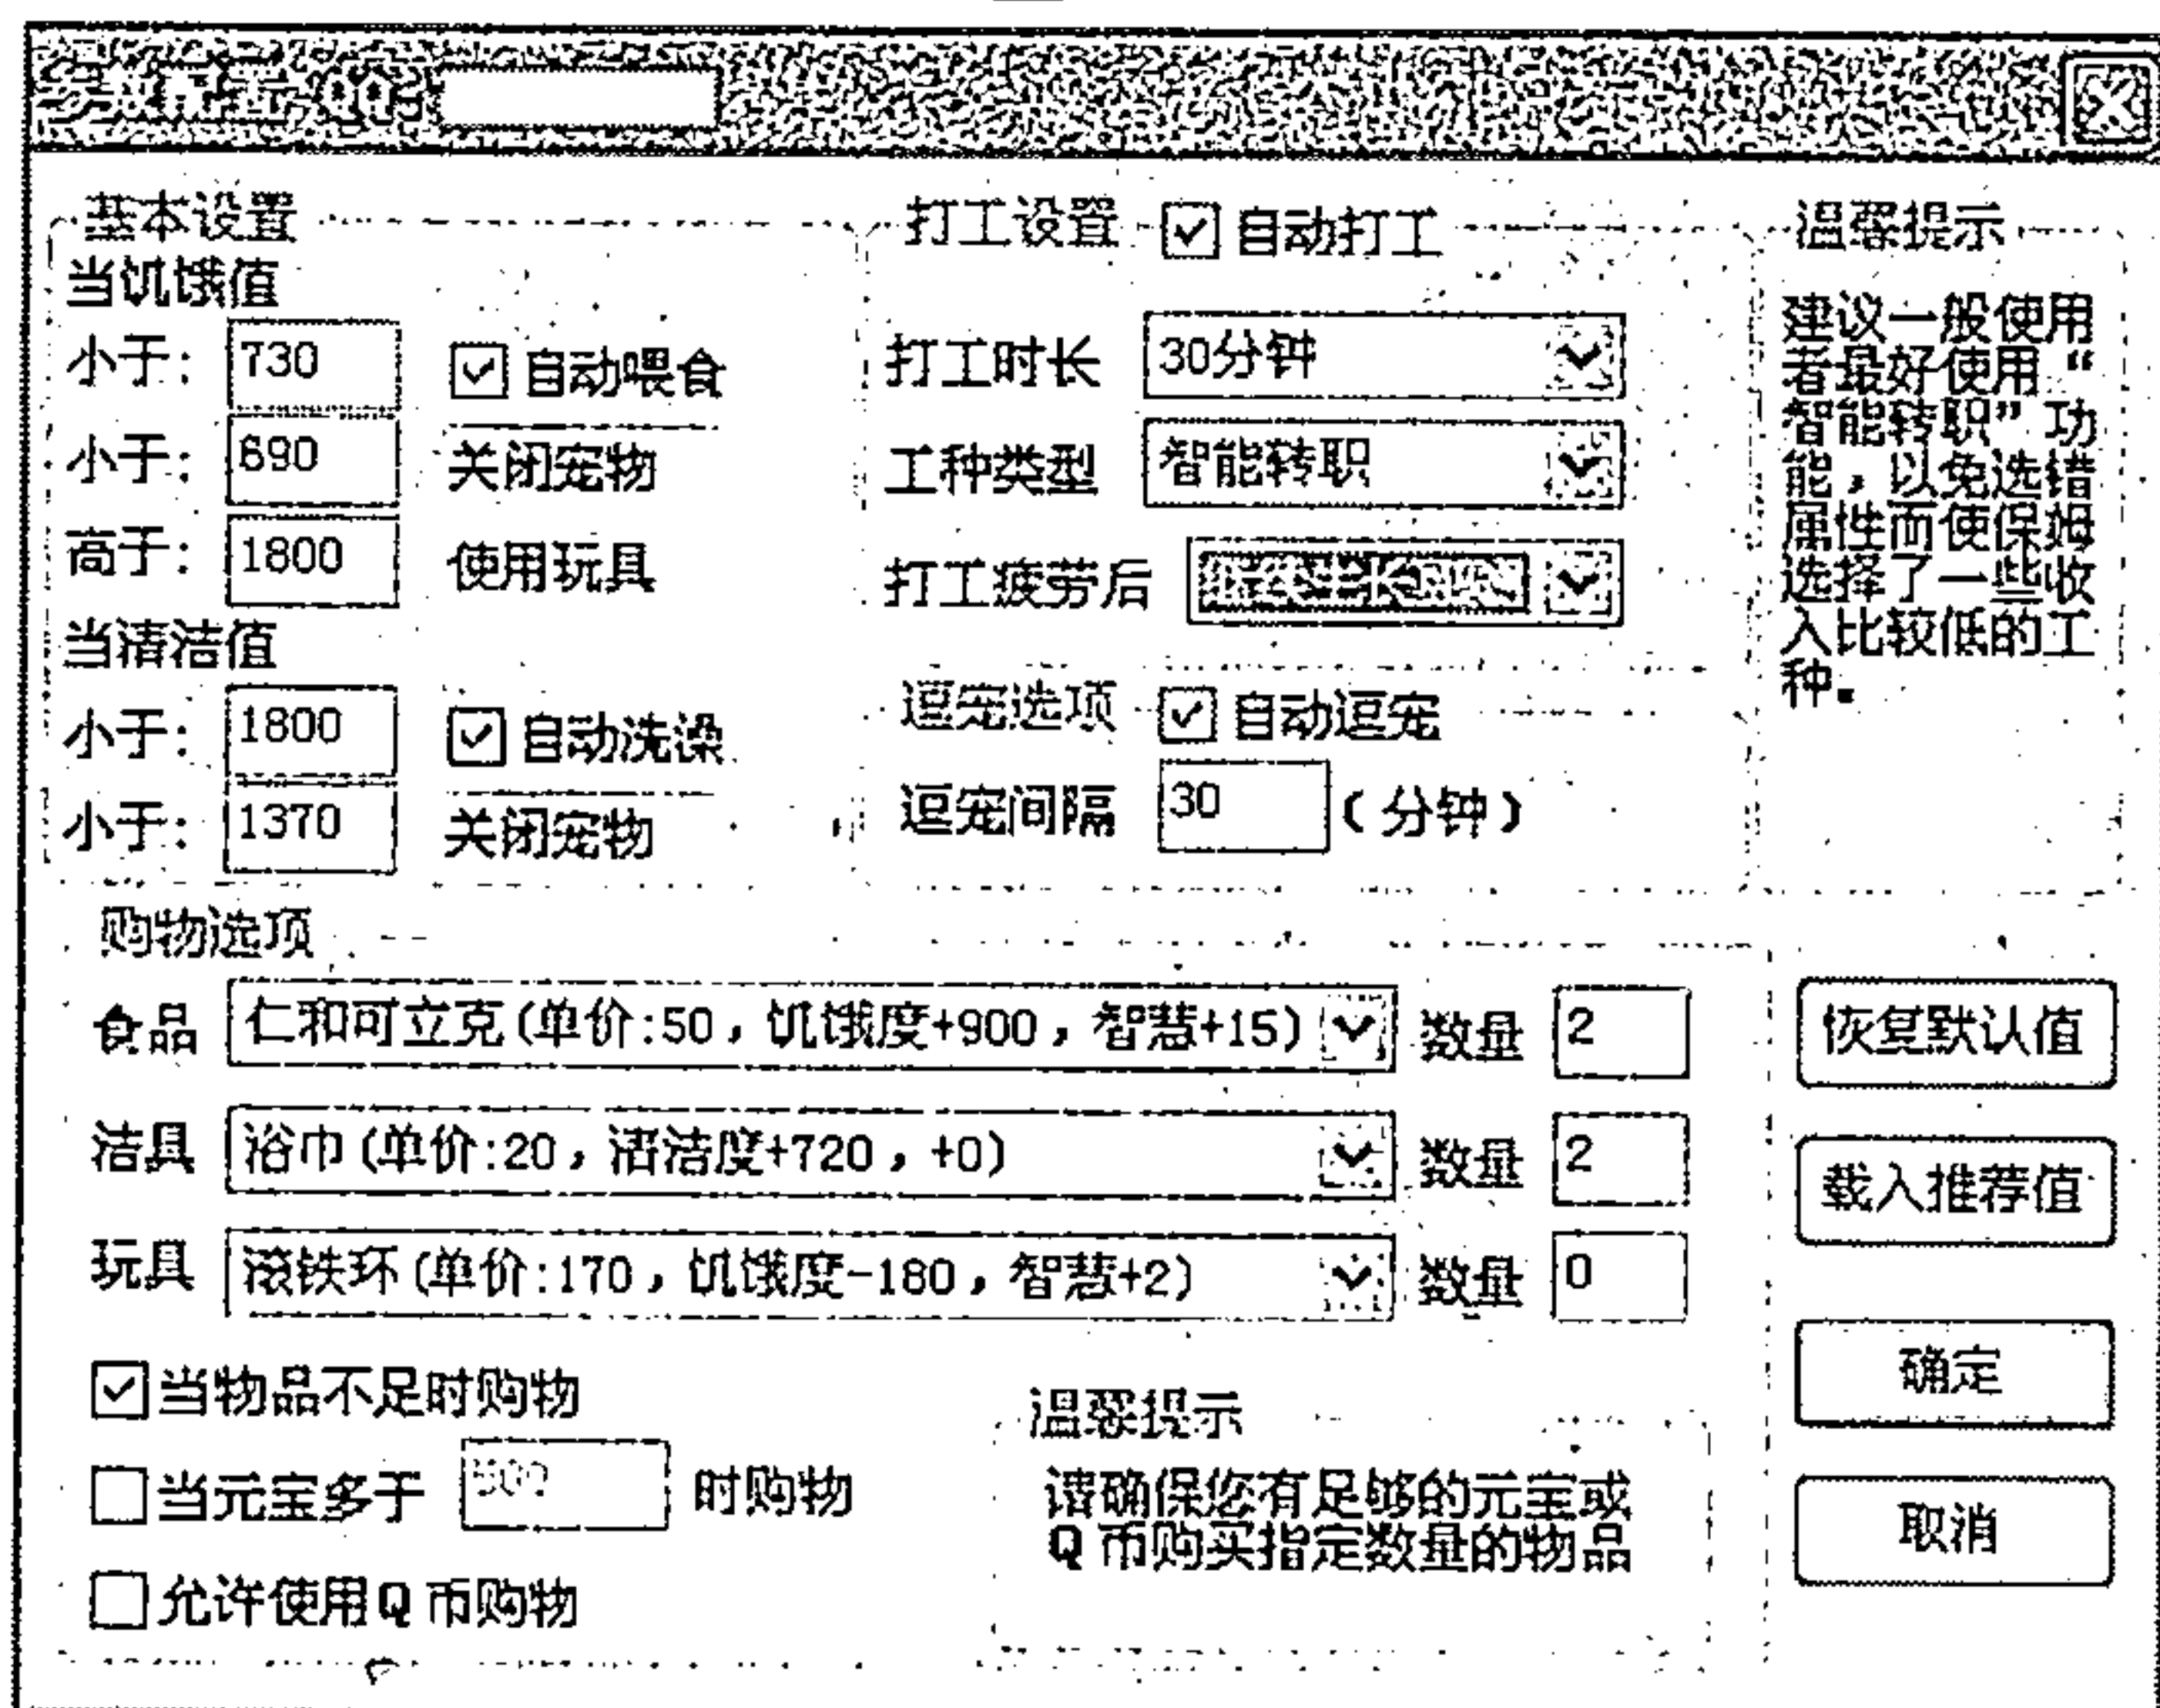 参数配置，QQ：
基本设置
当饥饿值
小于： 730 自动喂食
小于： 690 关闭宠物
高于： 1800 使用玩具
当清洁值
小于： 1800 自动洗澡
小于： 1370 关闭宠物
打工设置 自动打工
打工时长 30分钟
工种类型 智能转职
打工疲劳后
逗宠选项 自动逗宠
逗宠间隔 30 （分钟）
温馨提示
建议一般使用
者最好使用“
智能转职”功
能，以免选错
属性而使保姆
选择了一些收
入比较低的工
种。
购物选项
食品 仁和可立克(单价:50，饥饿度+900，智慧+15) 数量 2
洁具 浴巾(单价:20，清洁度+720，+0) 数量 2
玩具 滚铁环(单价:170，饥饿度-180，智慧+2) 数量 0
当物品不足时购物
当元宝多于 500 时购物
允许使用Q币购物
温馨提示
请确保您有足够的元宝或
Q币购买指定数量的物品
恢复默认值
载入推荐值
确定
取消